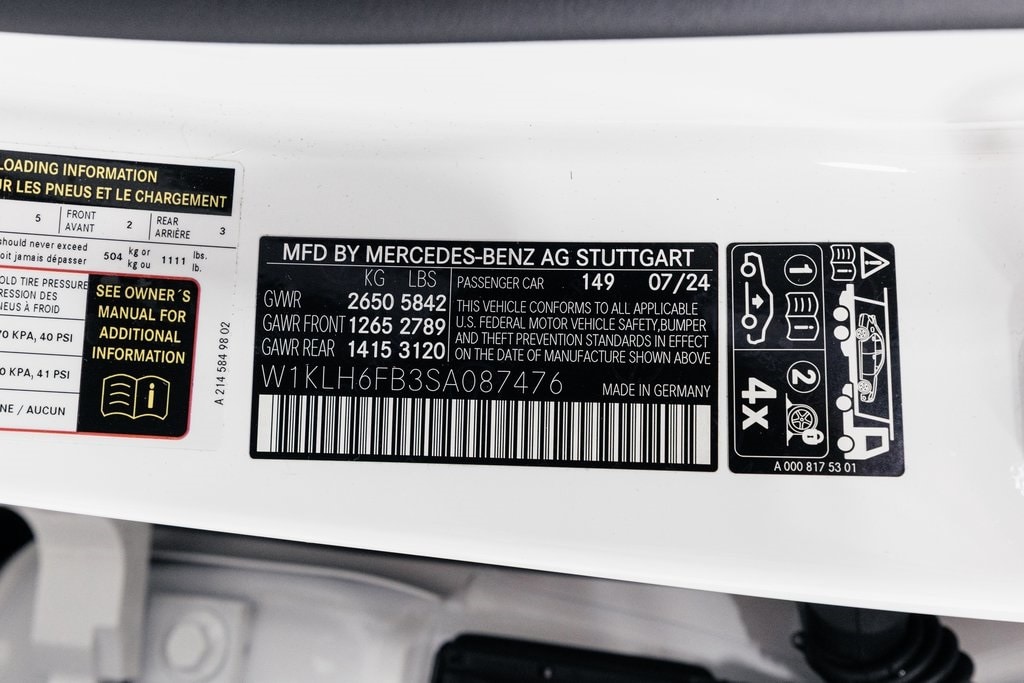 LOADING INFORMATION
UR LES PNEUS ET LE CHARGEMENT
5 FRONT AVANT 2 REAR ARRIÈRE 3
should never exceed 504 kg or 1111 lbs.
oit jamais dépasser kg ou lb.
OLD TIRE PRESSURE
RESSION DES
NEUS À FROID
70 KPA, 40 PSI
0 KPA, 41 PSI
NE / AUCUN
SEE OWNER´S
MANUAL FOR
ADDITIONAL
INFORMATION
A 214 584 98 02
MFD BY MERCEDES-BENZ AG STUTTGART
KG LBS
GVWR 2650 5842
GAWR FRONT 1265 2789
GAWR REAR 1415 3120
PASSENGER CAR 149 07/24
THIS VEHICLE CONFORMS TO ALL APPLICABLE
U.S. FEDERAL MOTOR VEHICLE SAFETY,BUMPER
AND THEFT PREVENTION STANDARDS IN EFFECT
ON THE DATE OF MANUFACTURE SHOWN ABOVE
W1KLH6FB3SA087476 MADE IN GERMANY
1
2
4x
A 000 817 53 01